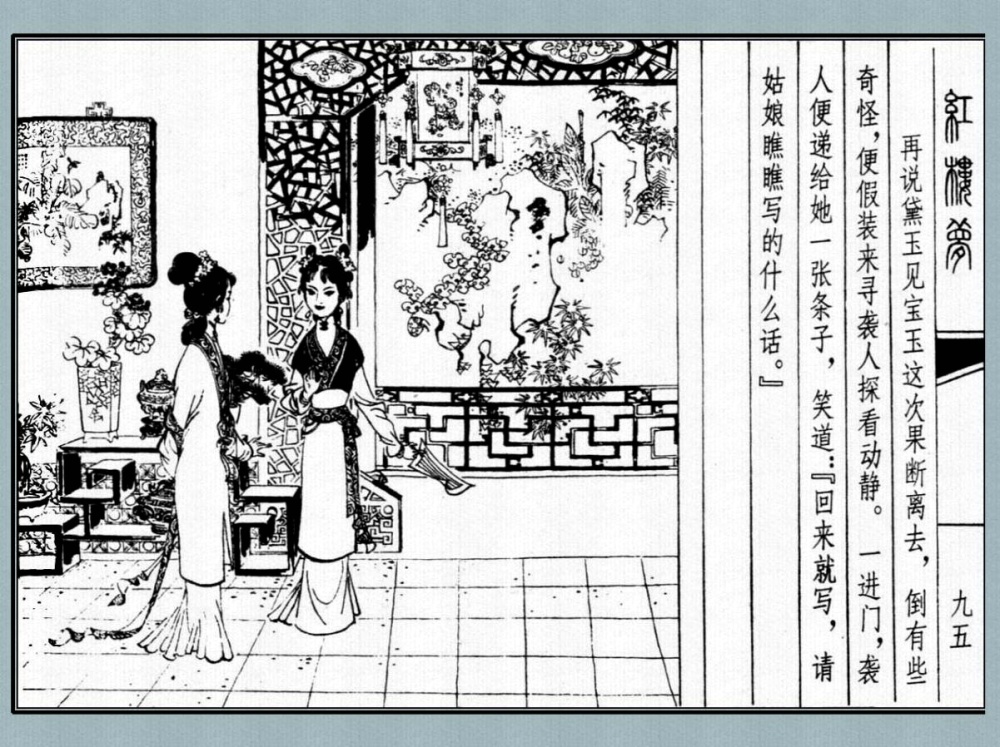 紅樓夢
九五
再说黛玉见宝玉这次果断离去，倒有些
奇怪，便假装来寻袭人探看动静。一进门，袭
人便递给她一张条子，笑道：『回来就写，请
姑娘瞧瞧写的什么话。』